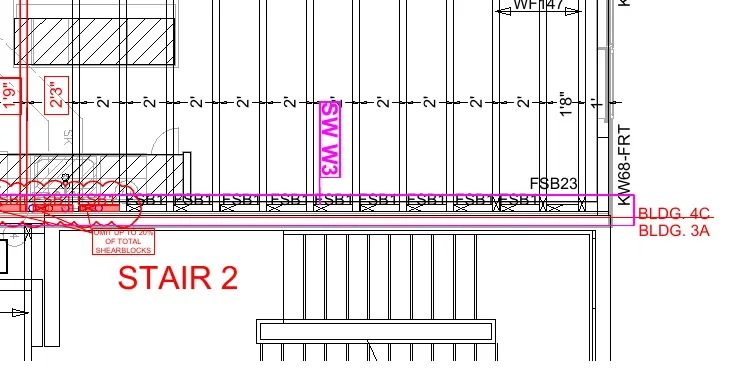 WF147
1'9"
2'3"
2'
2'
2'
2'
2'
2'
2'
2'
2'
2'
1'8"
1'
SW W3
SK
KW68-FRT
FSB23
FSB1
FSB1
FSB1
FSB1
FSB1
FSB1
FSB1
FSB1
FSB1
BLDG. 4C
BLDG. 3A
OMIT UP TO 20%
OF TOTAL
SHEARBLOCKS
STAIR 2